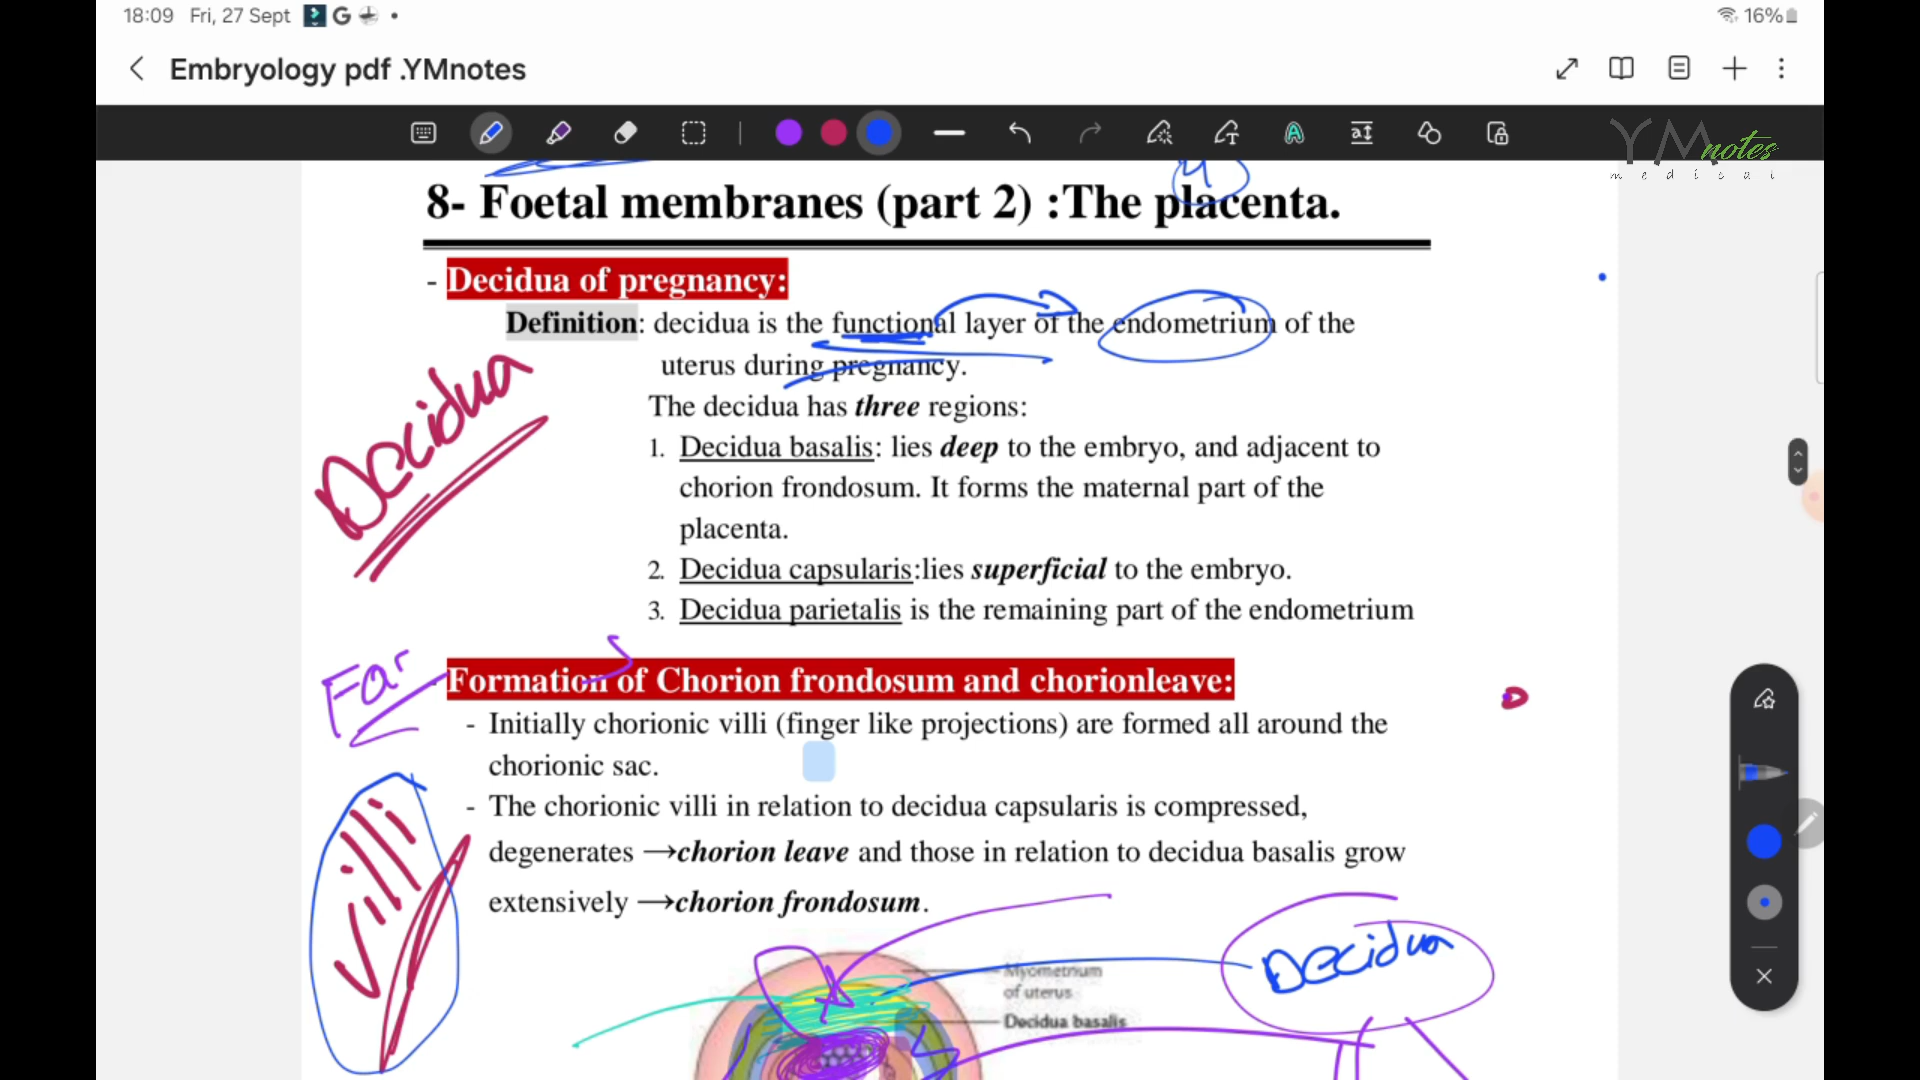 18:09 Fri, 27 Sept G 16%
Embryology pdf .YMnotes
YMnotes
medical
8- Foetal membranes (part 2) :The placenta.
- Decidua of pregnancy:
Definition: decidua is the functional layer of the endometrium of the
uterus during pregnancy.
The decidua has three regions:
1. Decidua basalis: lies deep to the embryo, and adjacent to
chorion frondosum. It forms the maternal part of the
placenta.
2. Decidua capsularis:lies superficial to the embryo.
3. Decidua parietalis is the remaining part of the endometrium
Decidua
Far
Formation of Chorion frondosum and chorionleave:
- Initially chorionic villi (finger like projections) are formed all around the
chorionic sac.
- The chorionic villi in relation to decidua capsularis is compressed,
degenerates →chorion leave and those in relation to decidua basalis grow
extensively →chorion frondosum.
Villi
Decidua
Myometrium
of uterus
Decidua basalis